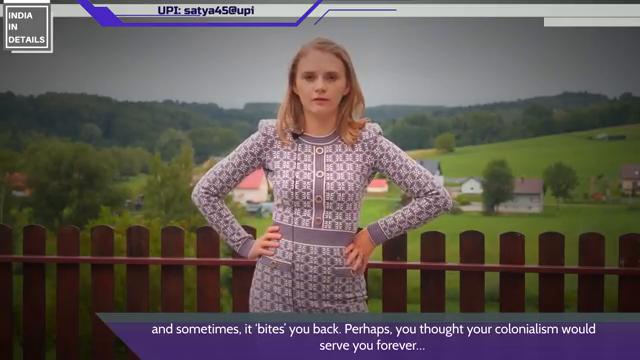 UPI: satya45@upi
INDIA
IN
DETAILS
and sometimes, it ‘bites’ you back. Perhaps, you thought your colonialism would
serve you forever...